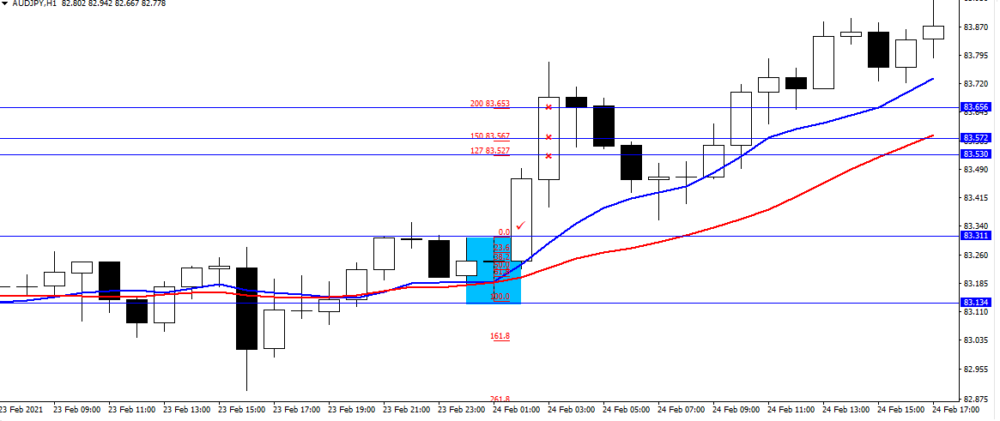 AUDJPY,H1 82.802 82.942 82.667 82.778
83.870
83.795
83.720
83.656
83.645
83.572
83.530
83.490
83.415
83.340
83.311
83.260
83.185
83.134
83.110
83.035
82.955
82.875
200 83.653
150 83.567
127 83.527
0.0
23.6
38.2
50.0
61.8
100.0
161.8
261.8
23 Feb 2021
23 Feb 09:00
23 Feb 11:00
23 Feb 13:00
23 Feb 15:00
23 Feb 17:00
23 Feb 19:00
23 Feb 21:00
23 Feb 23:00
24 Feb 01:00
24 Feb 03:00
24 Feb 05:00
24 Feb 07:00
24 Feb 09:00
24 Feb 11:00
24 Feb 13:00
24 Feb 15:00
24 Feb 17:00